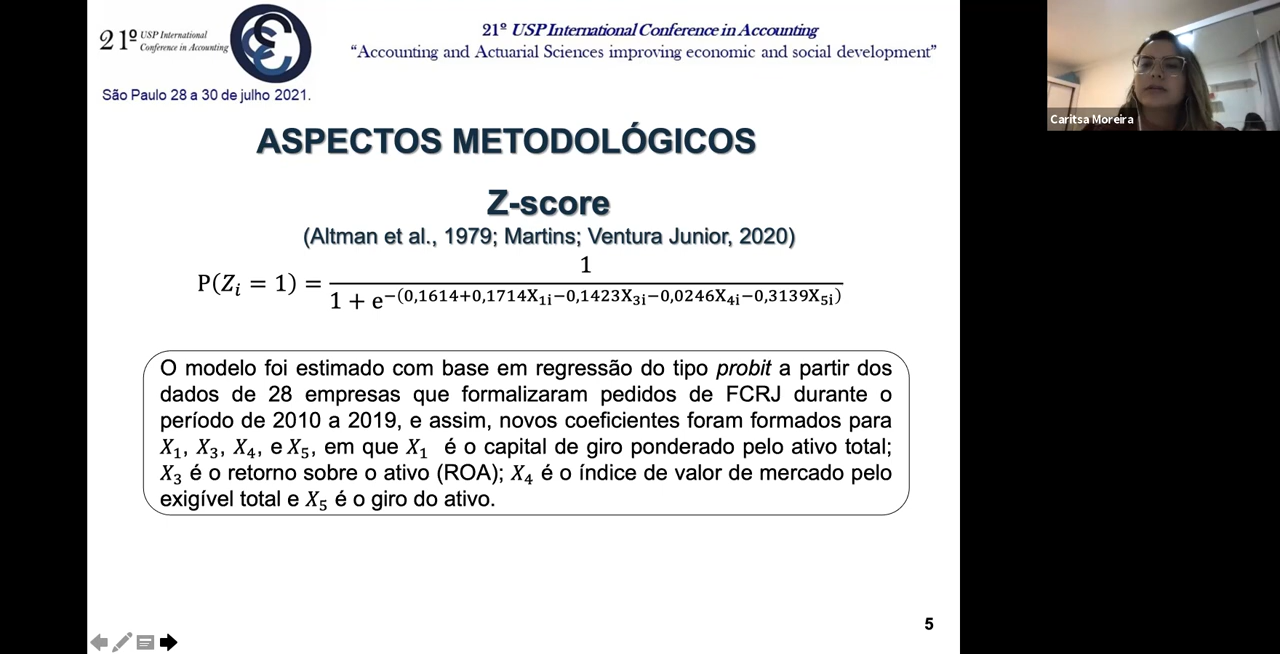 21º USP International
Conference in Accounting
21º USP International Conference in Accounting
“Accounting and Actuarial Sciences improving economic and social development”
São Paulo 28 a 30 de julho 2021.
Caritsa Moreira
ASPECTOS METODOLÓGICOS
Z-score
(Altman et al., 1979; Martins; Ventura Junior, 2020)
P(Z_i = 1) = 1 / (1 + e^−(0,1614+0,1714X_1i−0,1423X_3i−0,0246X_4i−0,3139X_5i))
O modelo foi estimado com base em regressão do tipo probit a partir dos
dados de 28 empresas que formalizaram pedidos de FCRJ durante o
período de 2010 a 2019, e assim, novos coeficientes foram formados para
X₁, X₃, X₄, e X₅, em que X₁ é o capital de giro ponderado pelo ativo total;
X₃ é o retorno sobre o ativo (ROA); X₄ é o índice de valor de mercado pelo
exigível total e X₅ é o giro do ativo.
5